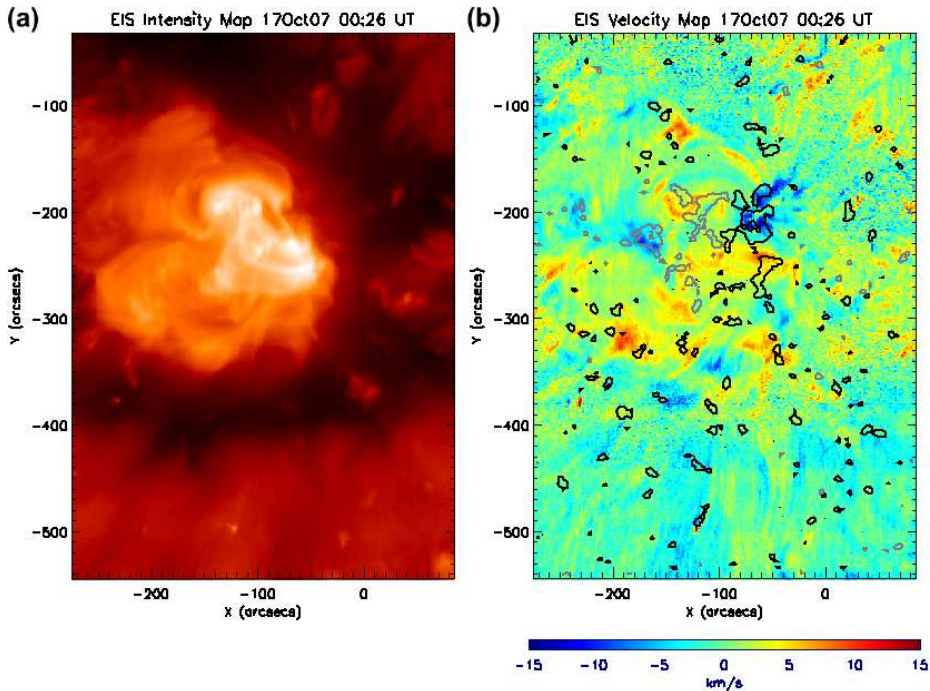 (a)
EIS Intensity Map 17Oct07 00:26 UT
-100
-200
-300
-400
-500
Y (arcsecs)
-200
-100
0
X (arcsecs)
(b)
EIS Velocity Map 17Oct07 00:26 UT
-100
-200
-300
-400
-500
Y (arcsecs)
-200
-100
0
X (arcsecs)
-15
-10
-5
0
5
10
15
km/s